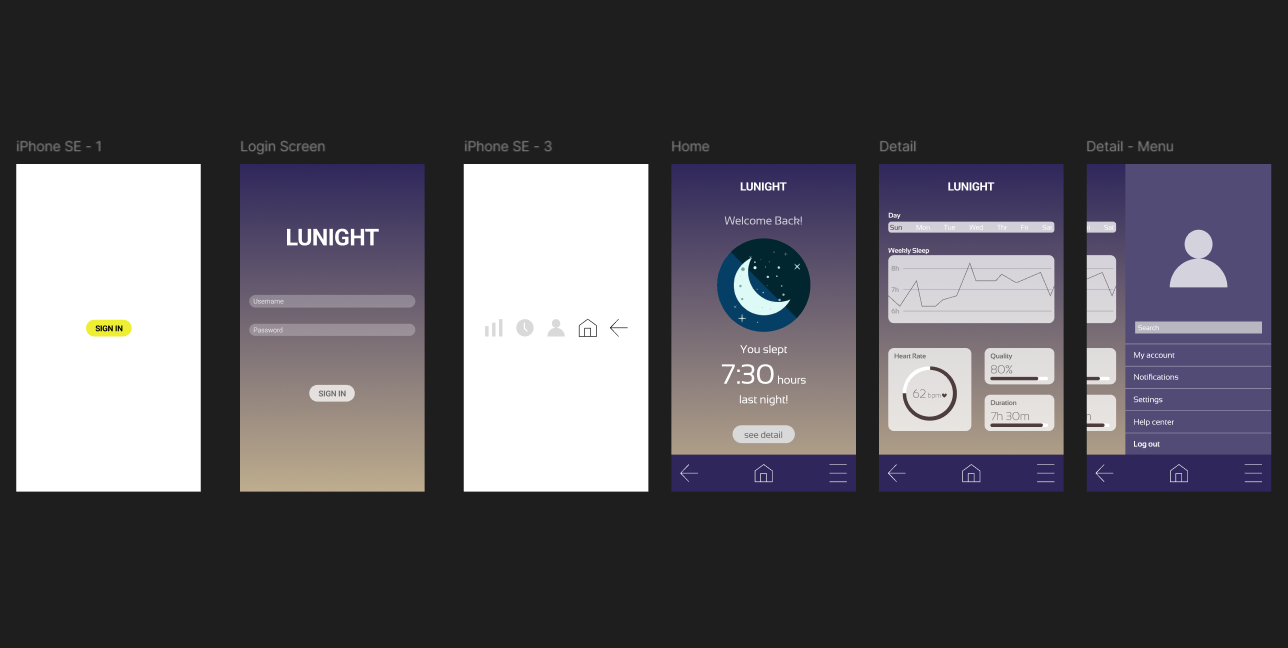 iPhone SE - 1
SIGN IN
Login Screen
LUNIGHT
Username
Password
SIGN IN
iPhone SE - 3
Home
LUNIGHT
Welcome Back!
You slept
7:30 hours
last night!
see detail
Detail
LUNIGHT
Day
Sun Mon Tue Wed Thr Fri Sat
Weekly Sleep
8h
7h
6h
Heart Rate
62 bpm
Quality
80%
Duration
7h 30m
Detail - Menu
Sat
Search
My account
Notifications
Settings
Help center
Log out